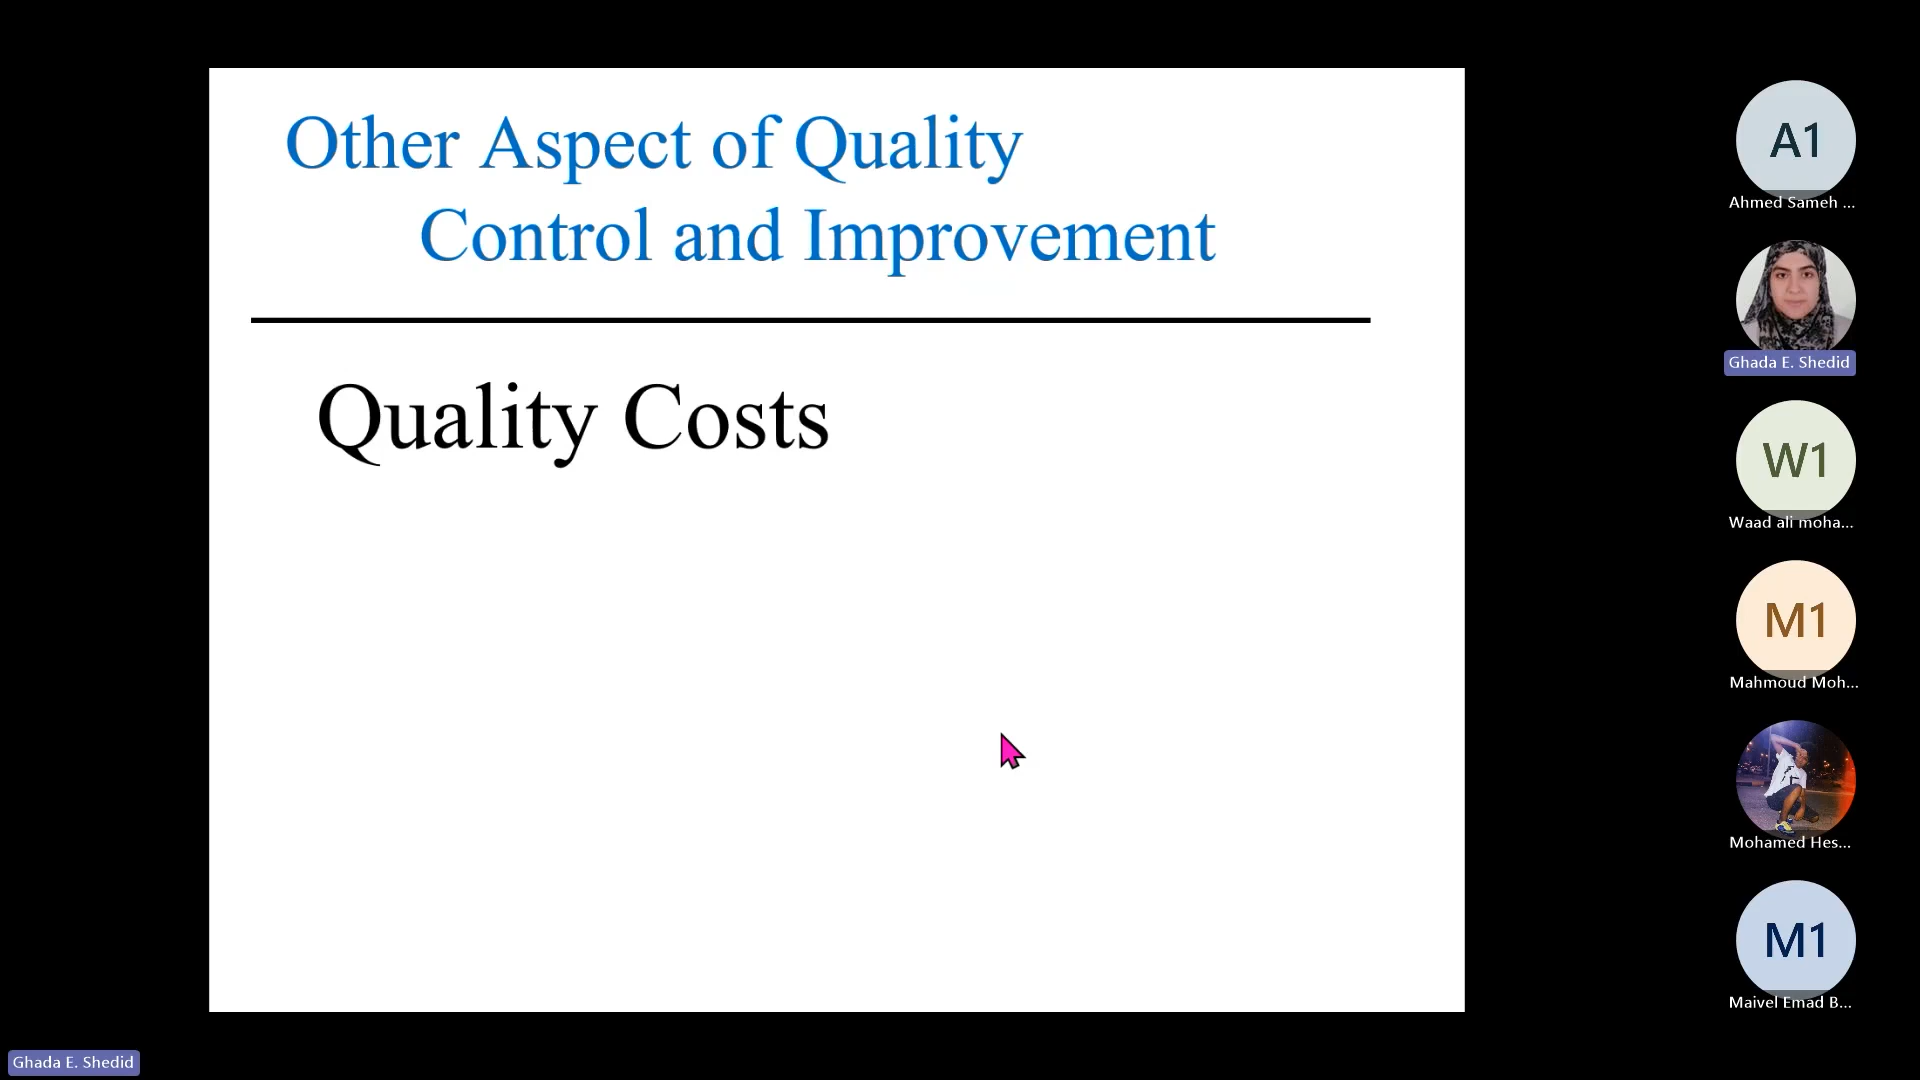 Other Aspect of Quality
Control and Improvement
Quality Costs
A1
Ahmed Sameh ...
Ghada E. Shedid
W1
Waad ali moha...
M1
Mahmoud Moh...
Mohamed Hes...
M1
Maivel Emad B...
Ghada E. Shedid